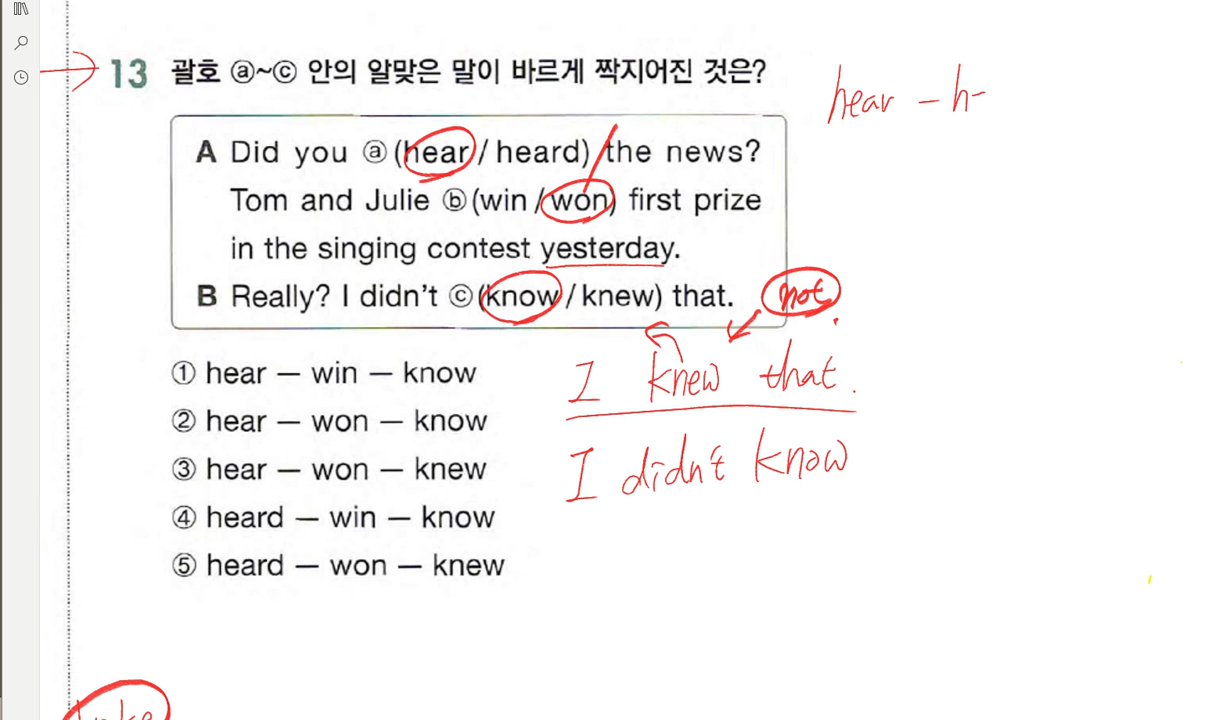 13 괄호 ⓐ~ⓒ 안의 알맞은 말이 바르게 짝지어진 것은?
hear – h-
A Did you ⓐ (hear / heard) the news?
Tom and Julie ⓑ (win / won) first prize
in the singing contest yesterday.
B Really? I didn't ⓒ (know / knew) that.
not
① hear — win — know
I knew that.
② hear — won — know
I didn't know
③ hear — won — knew
④ heard — win — know
⑤ heard — won — knew